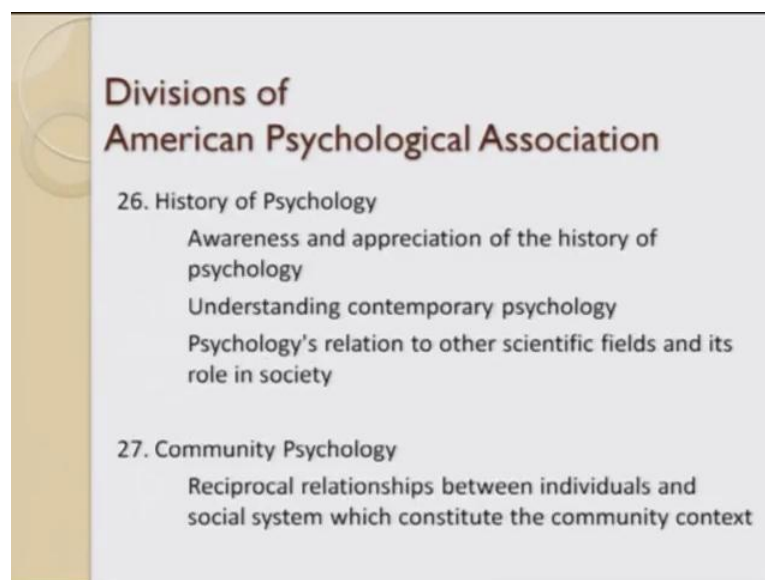 Divisions of
American Psychological Association
26. History of Psychology
Awareness and appreciation of the history of
psychology
Understanding contemporary psychology
Psychology's relation to other scientific fields and its
role in society
27. Community Psychology
Reciprocal relationships between individuals and
social system which constitute the community context